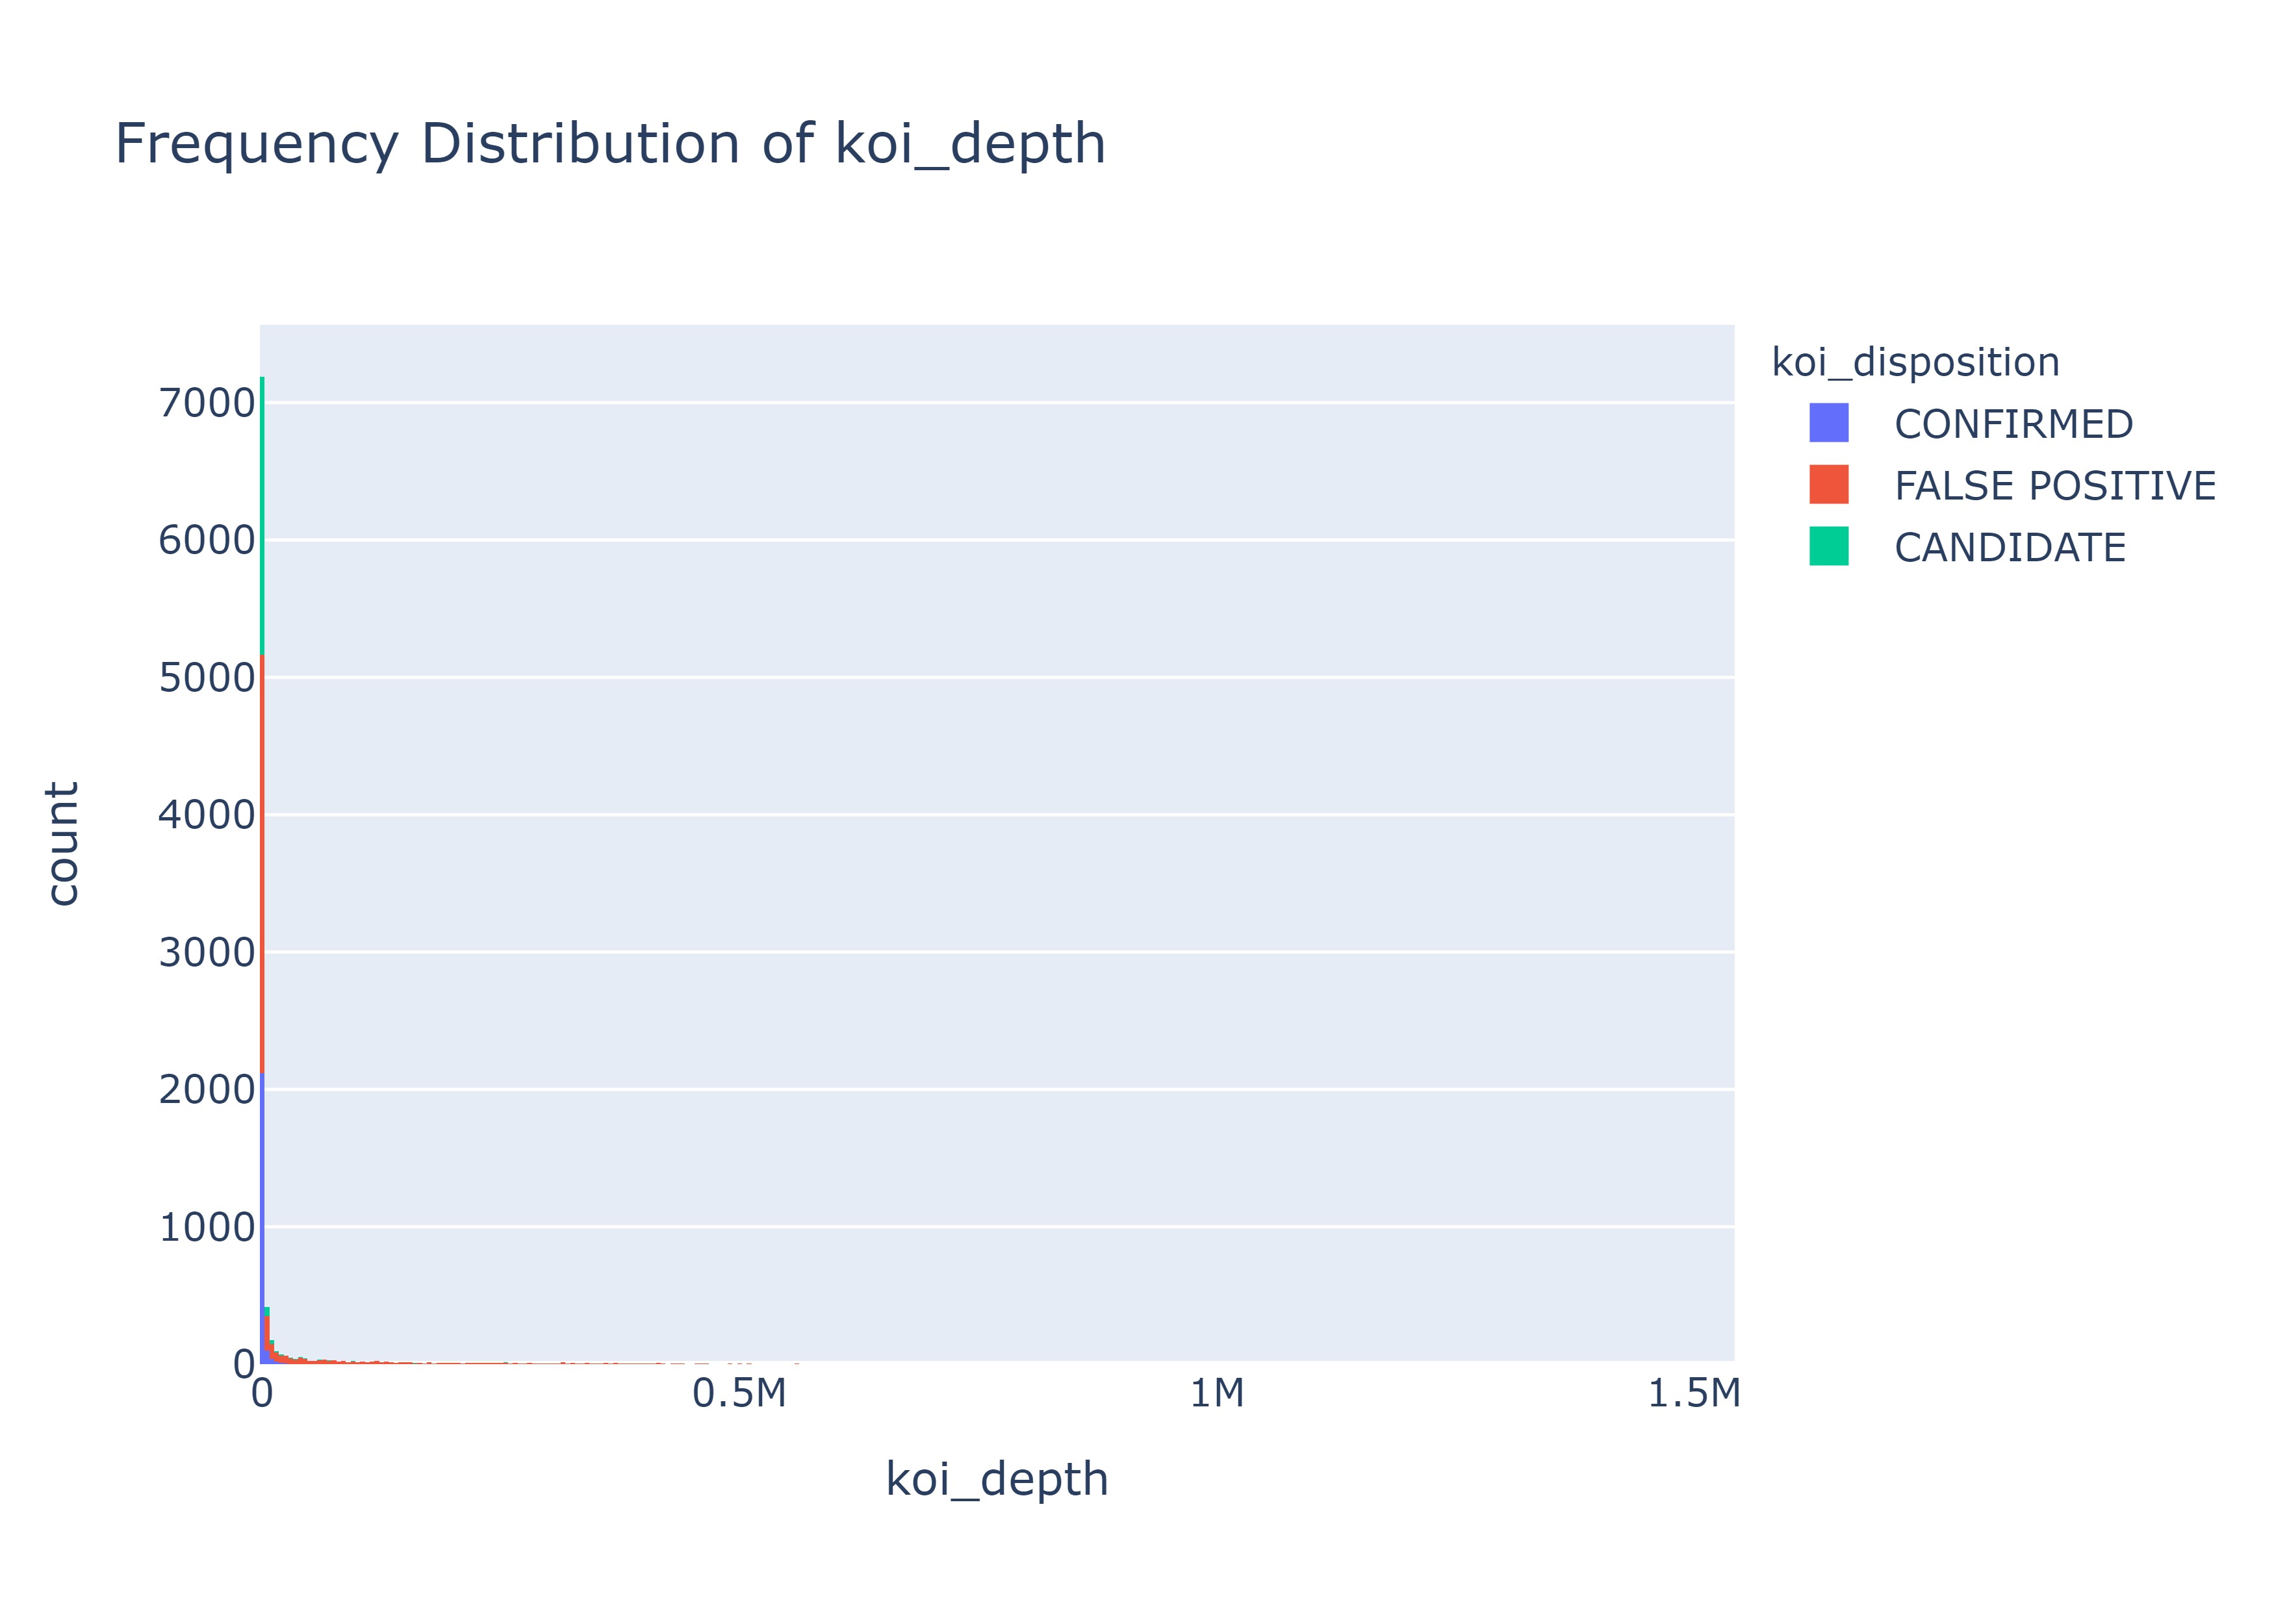 Frequency Distribution of koi_depth
koi_disposition
CONFIRMED
FALSE POSITIVE
CANDIDATE
7000
6000
5000
4000
3000
2000
1000
0
count
0
0.5M
1M
1.5M
koi_depth